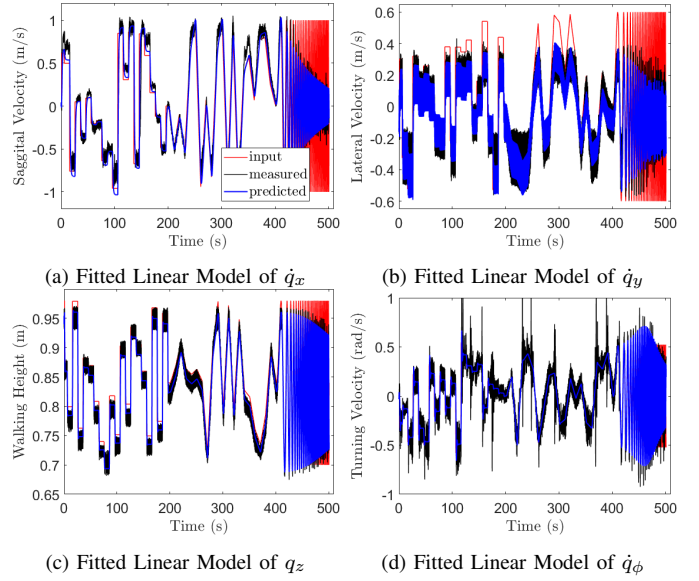 Saggital Velocity (m/s)
1
0.5
0
-0.5
-1
input
measured
predicted
0 100 200 300 400 500
Time (s)
(a) Fitted Linear Model of q̇x
Lateral Velocity (m/s)
0.6
0.4
0.2
0
-0.2
-0.4
-0.6
0 100 200 300 400 500
Time (s)
(b) Fitted Linear Model of q̇y
Walking Height (m)
0.95
0.9
0.85
0.8
0.75
0.7
0.65
0 100 200 300 400 500
Time (s)
(c) Fitted Linear Model of qz
Turning Velocity (rad/s)
1
0.5
0
-0.5
-1
0 100 200 300 400 500
Time (s)
(d) Fitted Linear Model of q̇ϕ